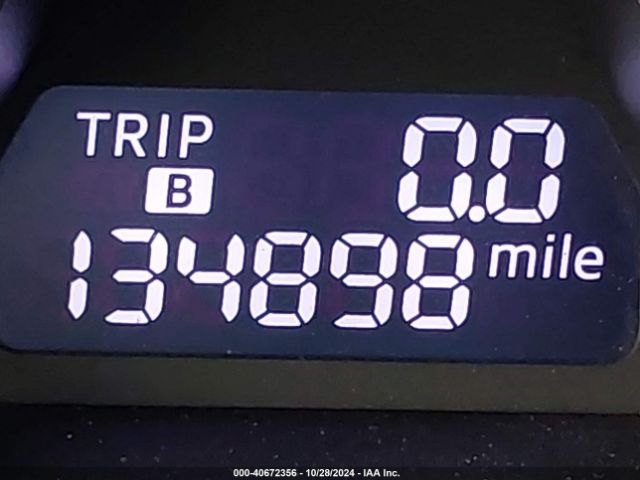 TRIP 0.0
B
134898 mile
000-40672356 - 10/28/2024 - IAA Inc.